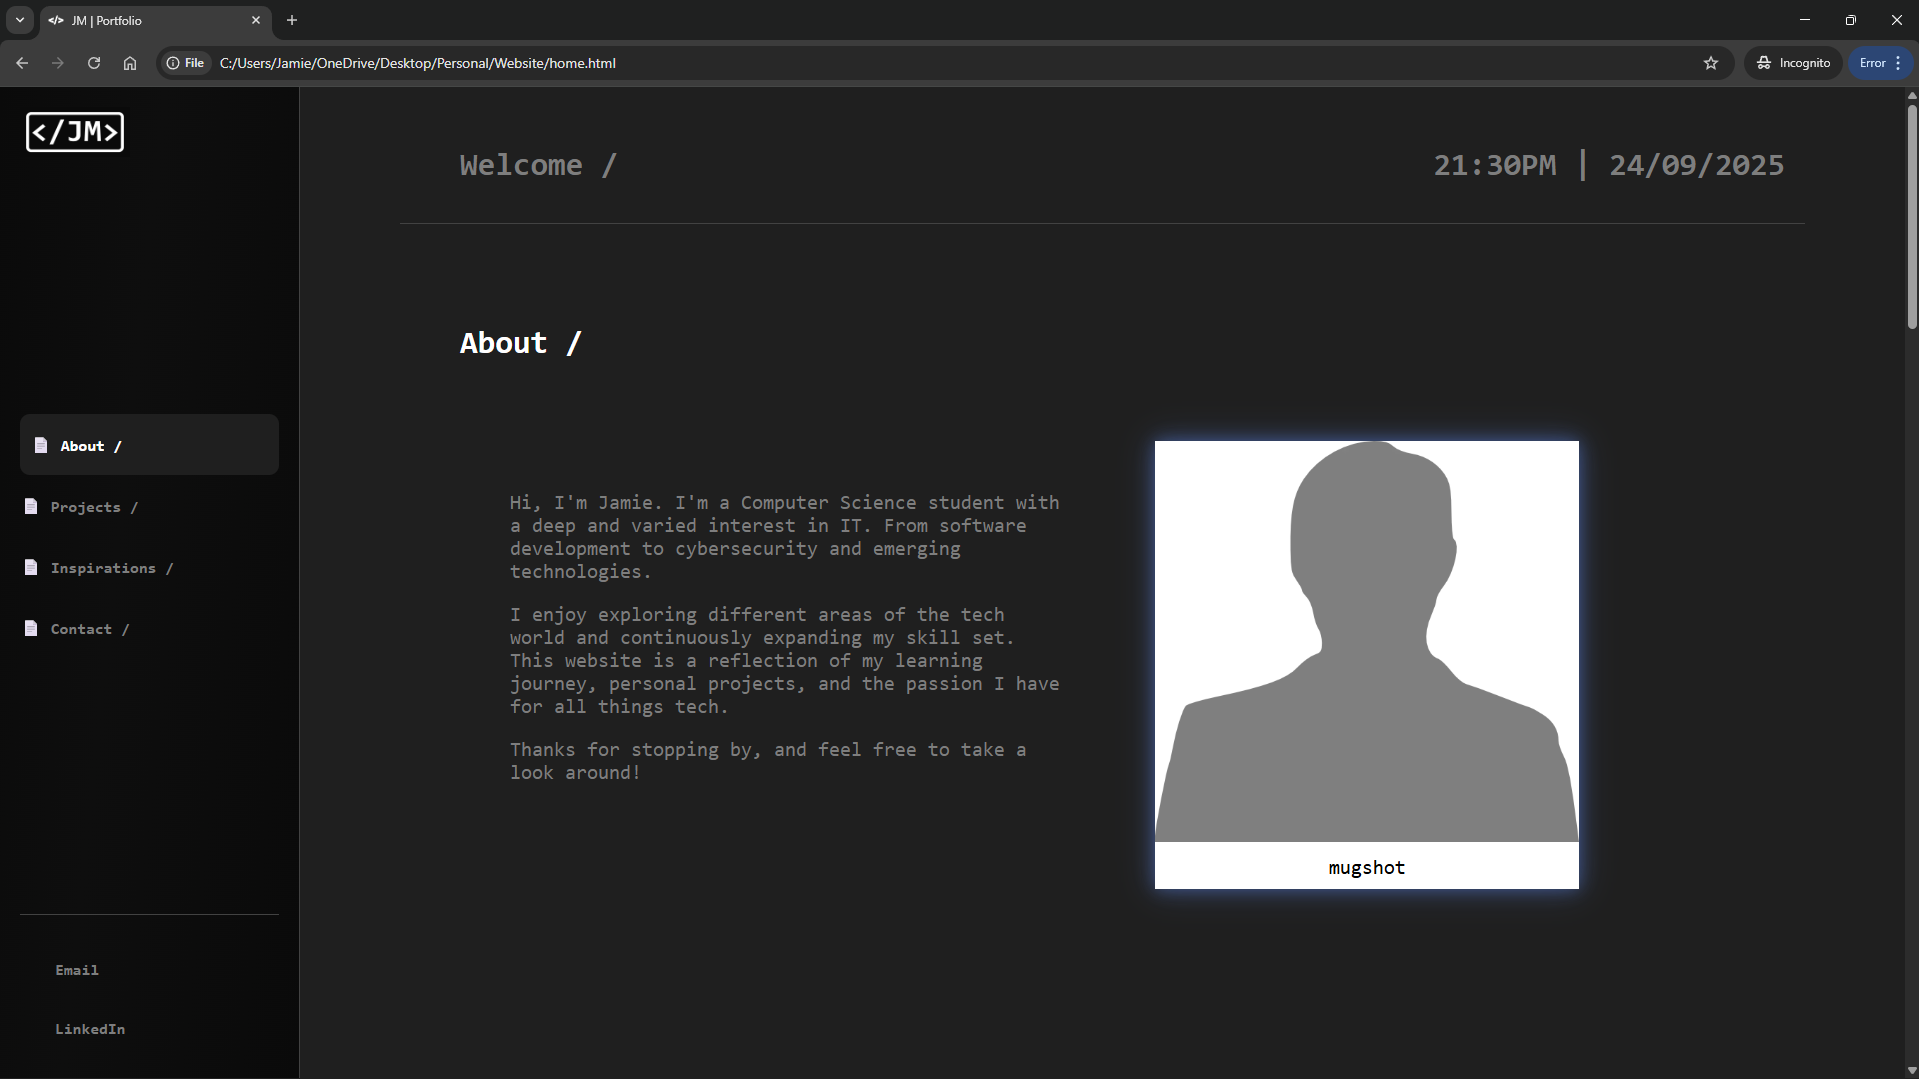 </> JM | Portfolio
File C:/Users/Jamie/OneDrive/Desktop/Personal/Website/home.html Incognito Error
</JM>
Welcome / 21:30PM | 24/09/2025
About /
About /
Projects /
Inspirations /
Contact /
Email
LinkedIn
Hi, I'm Jamie. I'm a Computer Science student with
a deep and varied interest in IT. From software
development to cybersecurity and emerging
technologies.
I enjoy exploring different areas of the tech
world and continuously expanding my skill set.
This website is a reflection of my learning
journey, personal projects, and the passion I have
for all things tech.
Thanks for stopping by, and feel free to take a
look around!
mugshot